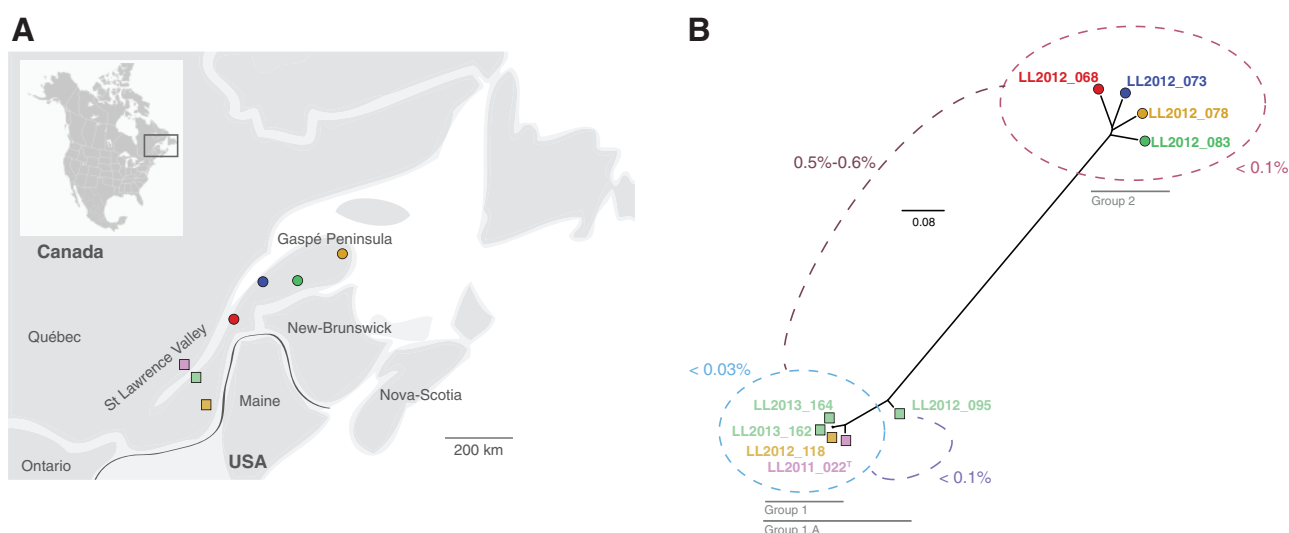 A
Canada
Gaspé Peninsula
Québec
St Lawrence Valley
New-Brunswick
Maine
Nova-Scotia
Ontario
USA
200 km
B
LL2012_068
LL2012_073
LL2012_078
LL2012_083
0.5%-0.6%
< 0.1%
Group 2
0.08
< 0.03%
LL2013_164
LL2012_095
LL2013_162
LL2012_118
LL2011_022ᵀ
< 0.1%
Group 1
Group 1.A